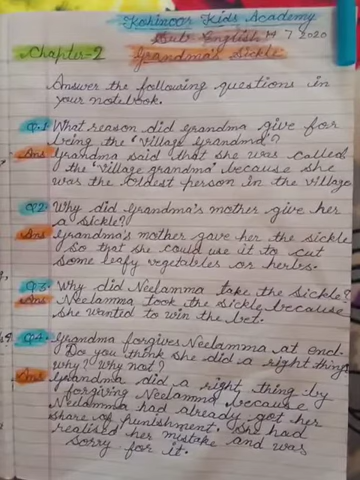 Kohinoor Kids Academy
Sub: English 14 7 2020
Chapter-2 Grandma's Sickle
Answer the following questions in
your notebook.
Q.1 What reason did grandma give for
being the 'Village Grandma?
Ans Grandma said that she was called
the 'Village grandma' because she
was the oldest person in the village
Q2. Why did Grandma's mother give her
a sickle?
Ans Grandma's mother gave her the sickle
so that she could use it to cut
some leafy vegetables or herbs.
Q.3. Why did Neelamma take the sickle?
Ans Neelamma took the sickle because
she wanted to win the bet.
Q4. Grandma forgives Neelamma at end.
Do you think she did a right thing
why? why not?
Ans Grandma did a right thing by
forgiving Neelamma because
Neelamma had already got her
share of punishment. She had
realised her mistake and was
sorry for it.